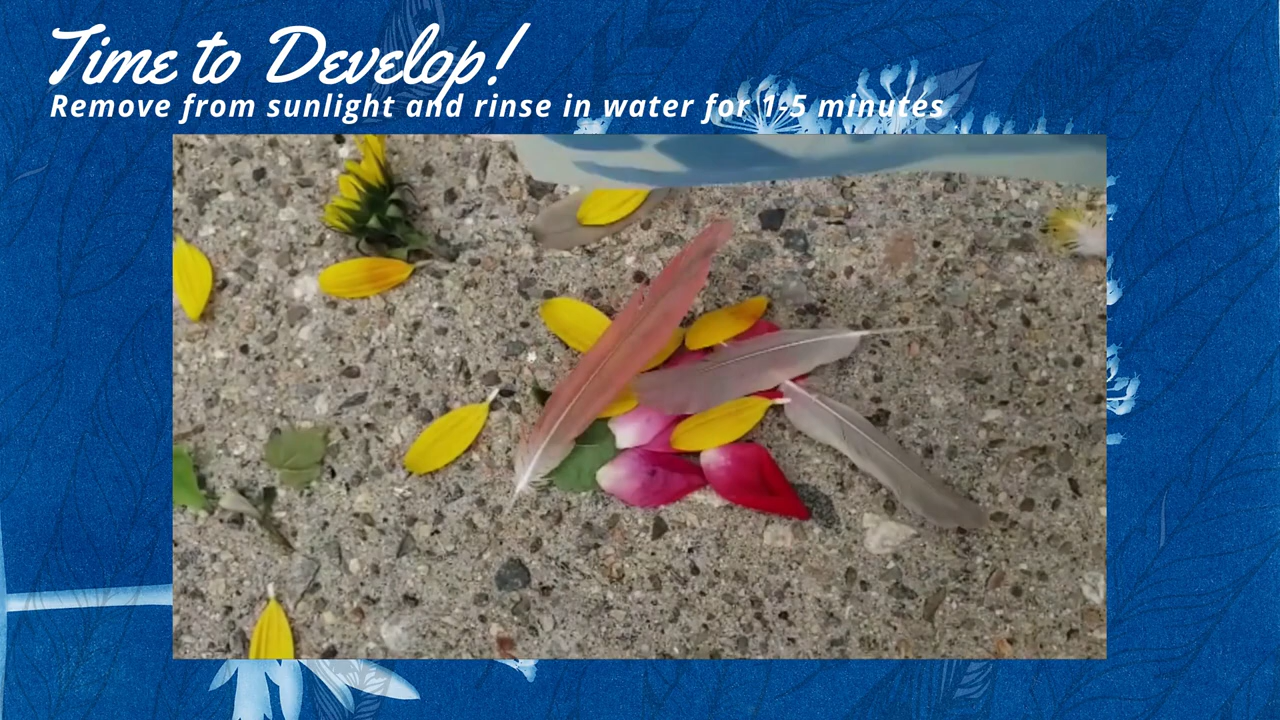 Time to Develop!
Remove from sunlight and rinse in water for 1-5 minutes